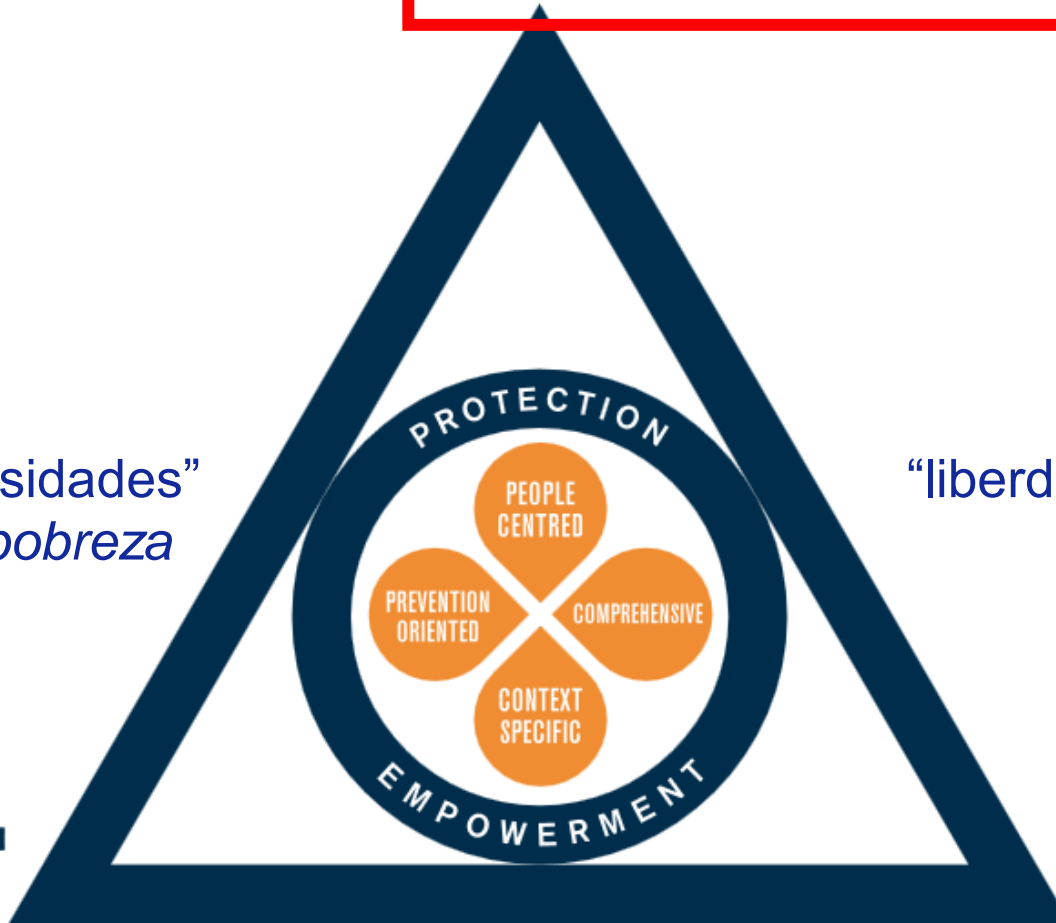 PROTECTION
PEOPLE
CENTRED
sidades”
pobreza
“liberd
PREVENTION
ORIENTED
COMPREHENSIVE
CONTEXT
SPECIFIC
EMPOWERMENT